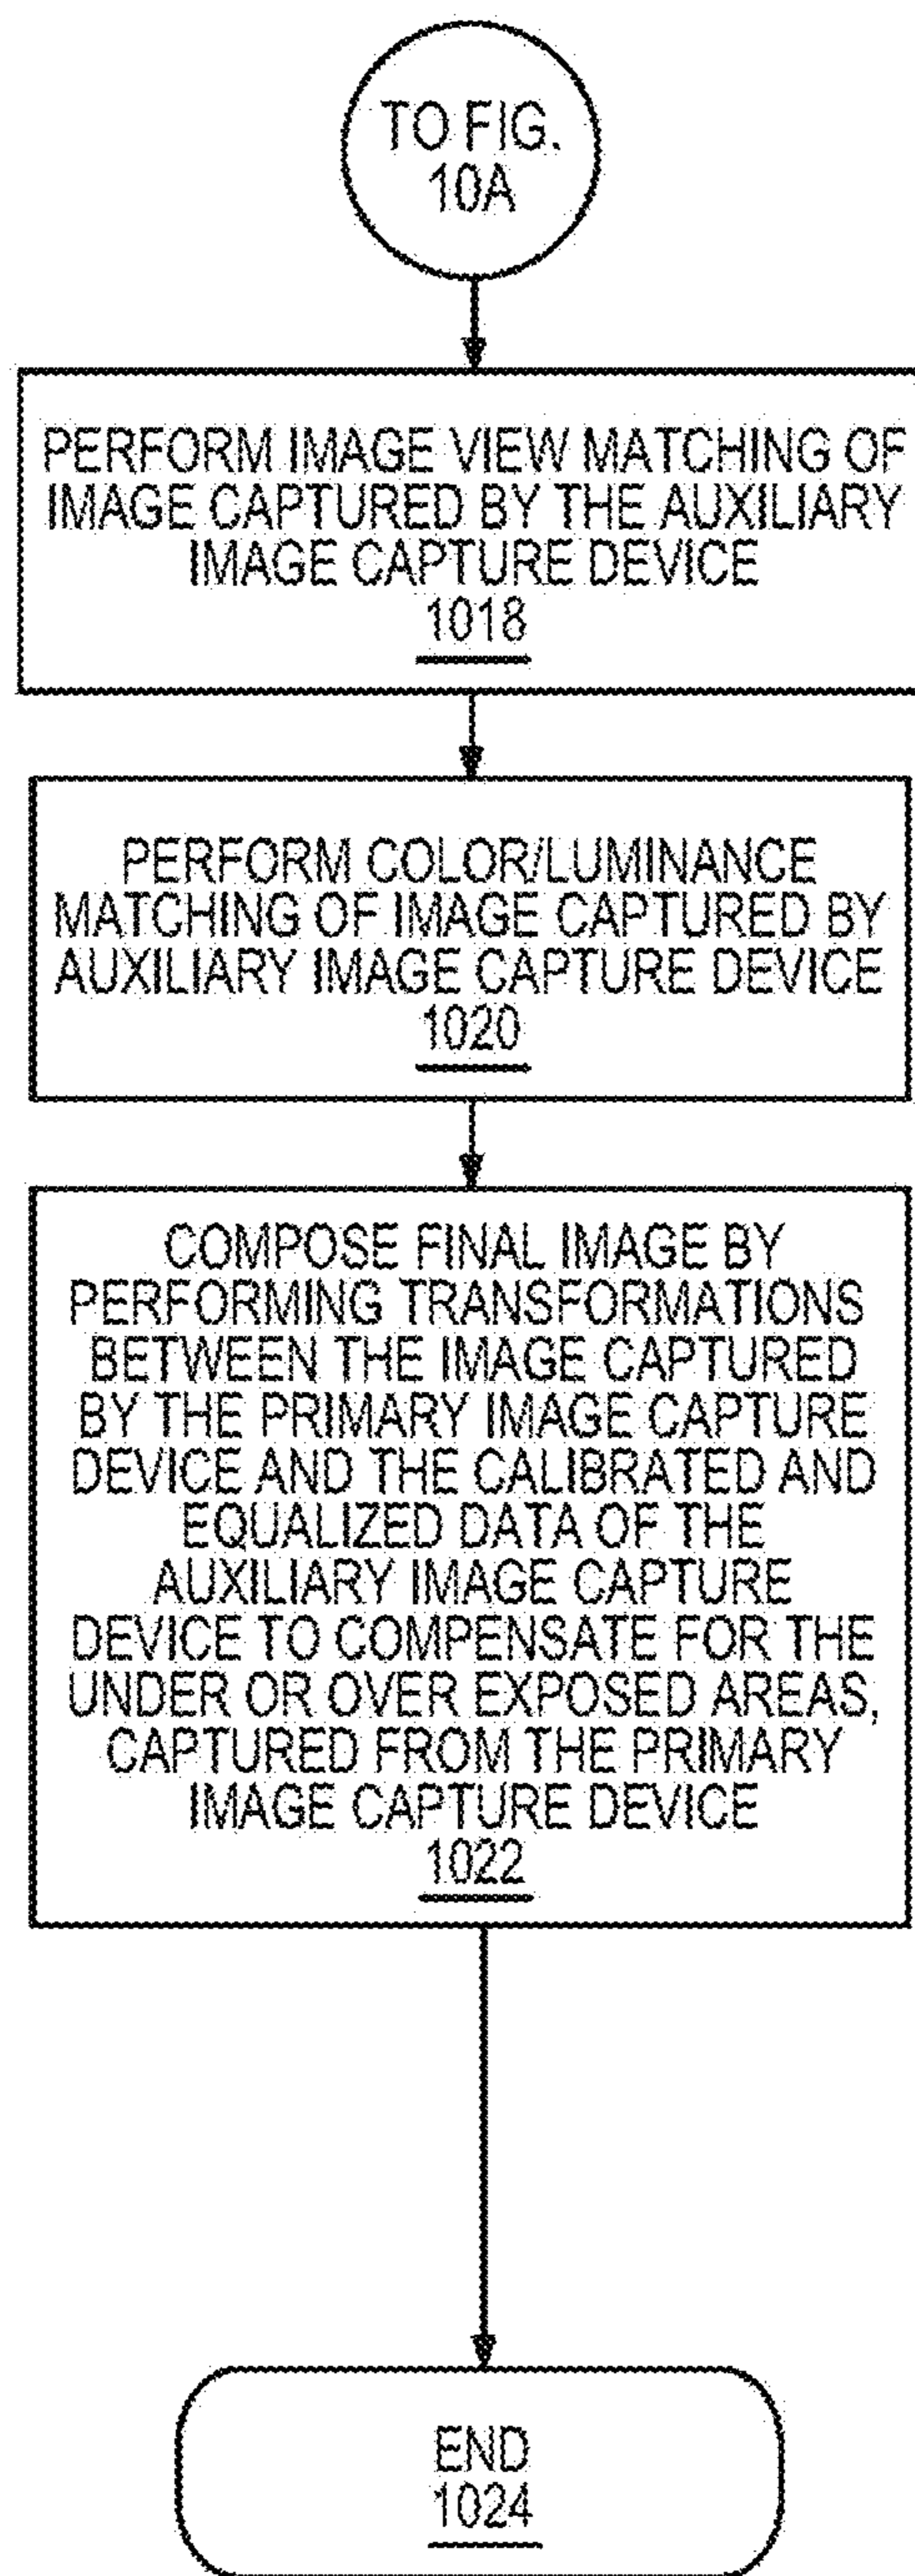 TO FIG.
10A
PERFORM IMAGE VIEW MATCHING OF
IMAGE CAPTURED BY THE AUXILIARY
IMAGE CAPTURE DEVICE
1018
PERFORM COLOR/LUMINANCE
MATCHING OF IMAGE CAPTURED BY
AUXILIARY IMAGE CAPTURE DEVICE
1020
COMPOSE FINAL IMAGE BY
PERFORMING TRANSFORMATIONS
BETWEEN THE IMAGE CAPTURED
BY THE PRIMARY IMAGE CAPTURE
DEVICE AND THE CALIBRATED AND
EQUALIZED DATA OF THE
AUXILIARY IMAGE CAPTURE
DEVICE TO COMPENSATE FOR THE
UNDER OR OVER EXPOSED AREAS,
CAPTURED FROM THE PRIMARY
IMAGE CAPTURE DEVICE
1022
END
1024